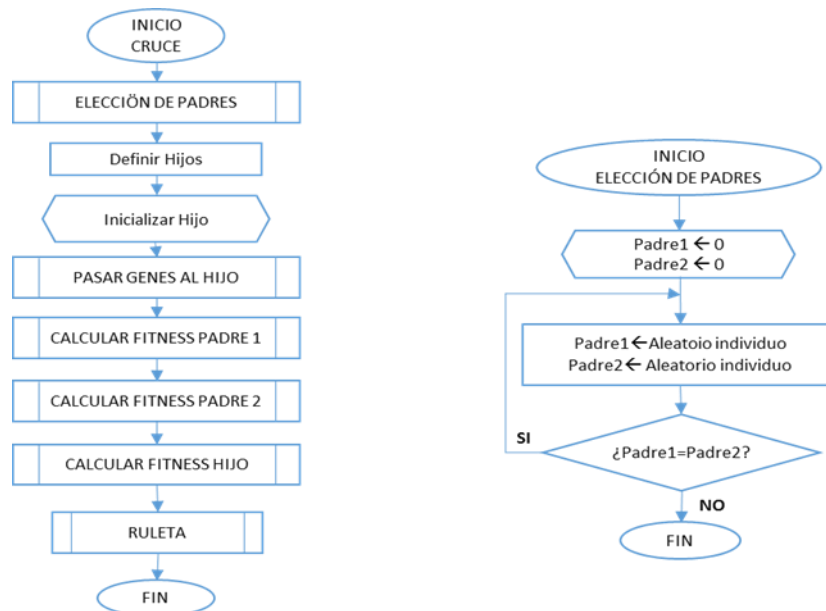 INICIO
CRUCE
ELECCIÖN DE PADRES
Definir Hijos
Inicializar Hijo
PASAR GENES AL HIJO
CALCULAR FITNESS PADRE 1
CALCULAR FITNESS PADRE 2
CALCULAR FITNESS HIJO
RULETA
FIN
INICIO
ELECCIÓN DE PADRES
Padre1 ← 0
Padre2 ← 0
Padre1 ← Aleatoio individuo
Padre2 ← Aleatorio individuo
SI
¿Padre1=Padre2?
NO
FIN